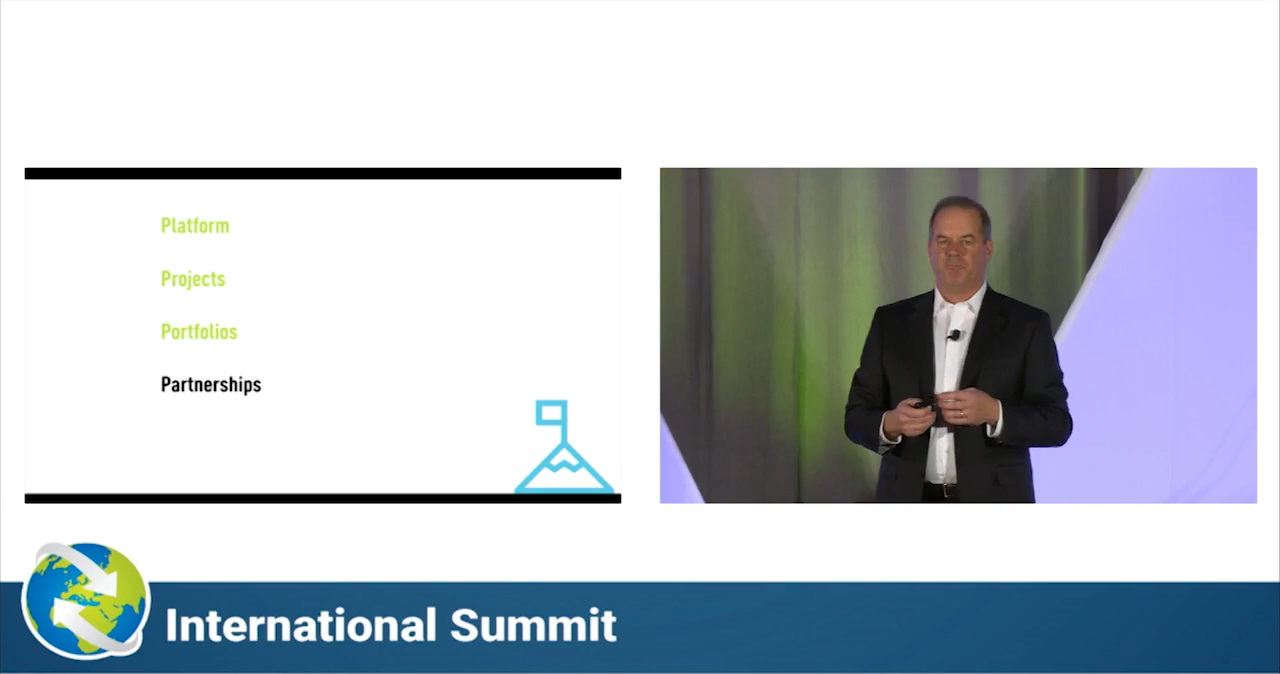 Platform
Projects
Portfolios
Partnerships
International Summit